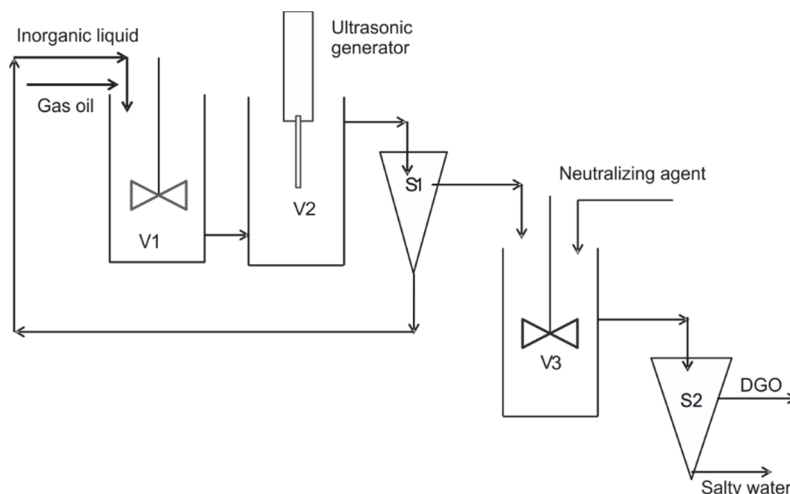 Inorganic liquid
Ultrasonic
generator
Gas oil
S1
Neutralizing agent
V2
V1
V3
DGO
S2
Salty water